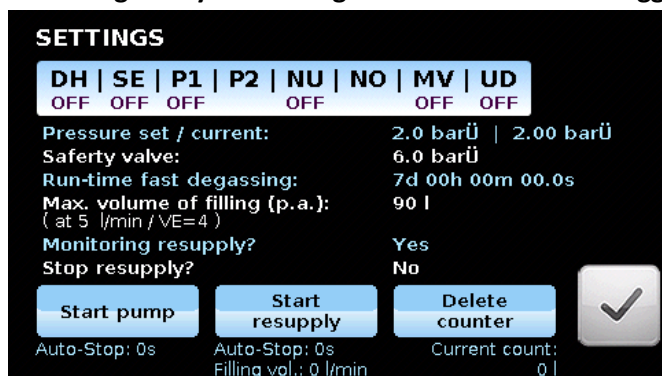 SETTINGS
DH | SE | P1 | P2 | NU | NO | MV | UD
OFF OFF OFF OFF OFF OFF
Pressure set / current: 2.0 barÜ | 2.00 barÜ
Saferty valve: 6.0 barÜ
Run-time fast degassing: 7d 00h 00m 00.0s
Max. volume of filling (p.a.): 90 l
( at 5 l/min / VE=4 )
Monitoring resupply? Yes
Stop resupply? No
Start pump Start resupply Delete counter
Auto-Stop: 0s Auto-Stop: 0s Current count:
Filling vol.: 0 l/min 0 l